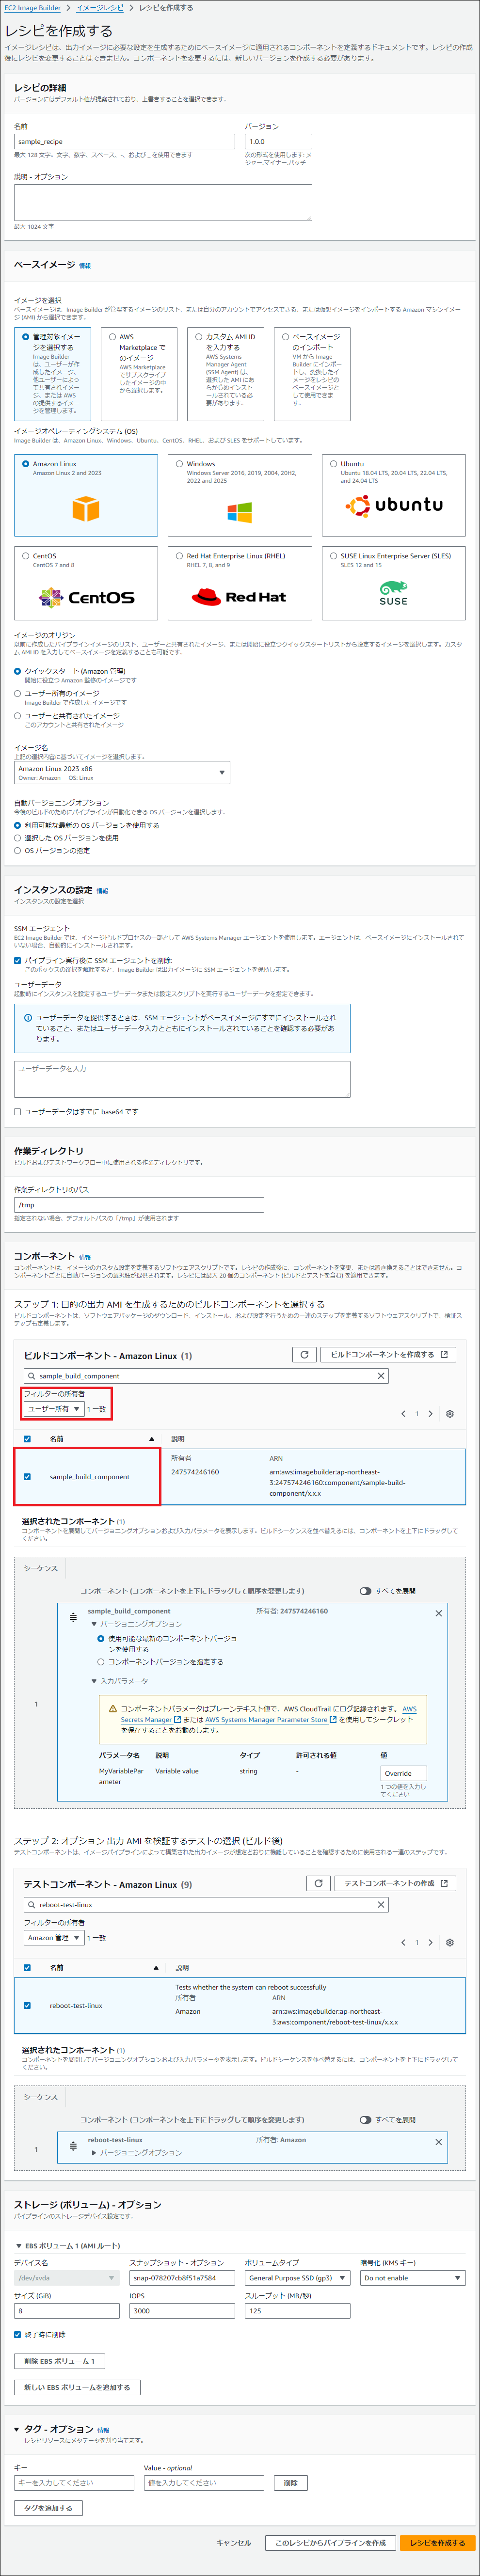 EC2 Image Builder > イメージレシピ > レシピを作成する
レシピを作成する
イメージレシピは、出力イメージに必要な設定を生成するためにベースイメージに適用されるコンポーネントを定義するドキュメントです。レシピの作成
後にレシピを変更することはできません。コンポーネントを変更するには、新しいバージョンを作成する必要があります。
レシピの詳細
バージョンにはデフォルト値が提案されており、上書きすることを選択できます。
名前 バージョン
sample_recipe 1.0.0
最大 128 文字。文字、数字、スペース、-、および _ を使用できます 次の形式を使用します: メ
ジャー.マイナー.パッチ
説明 - オプション
最大 1024 文字
ベースイメージ 情報
イメージを選択
ベースイメージは、Image Builder が管理するイメージのリスト、または自分のアカウントでアクセスできる、または仮想イメージをインポートする Amazon マシンイメージ
(AMI) から選択できます。
管理対象イメー
ジを選択する
Image Builder
は、ユーザーが作
成したイメージ、
他ユーザーによっ
て共有されイメー
ジ、または AWS
の提供するイメー
ジを管理します。
AWS
Marketplace で
のイメージ
AWS Marketplace
でサブスクライブ
したイメージの中
から選択します。
カスタム AMI ID
を入力する
AWS Systems
Manager Agent
(SSM Agent) は、
選択した AMI にあ
らかじめインスト
ールされている必
要があります。
ベースイメージ
のインポート
VM から Image
Builder にインポー
トし、変換したイ
メージをレシピの
ベースイメージと
して使用できま
す。
イメージオペレーティングシステム (OS)
Image Builder は、Amazon Linux、Windows、Ubuntu、CentOS、RHEL、および SLES をサポートしています。
Amazon Linux
Amazon Linux 2 and 2023
Windows
Windows Server 2016, 2019, 2004, 20H2,
2022 and 2025
Ubuntu
Ubuntu 18.04 LTS, 20.04 LTS, 22.04 LTS,
and 24.04 LTS
ubuntu
CentOS
CentOS 7 and 8
CentOS
Red Hat Enterprise Linux (RHEL)
RHEL 7, 8, and 9
Red Hat
SUSE Linux Enterprise Server (SLES)
SLES 12 and 15
SUSE
イメージのオリジン
以前に作成したパイプラインイメージのリスト、ユーザーと共有されたイメージ、または開始に役立つクイックスタートリストから設定するイメージを選択します。カスタ
ム AMI ID を入力してベースイメージを定義することも可能です。
クイックスタート (Amazon 管理)
開始に役立つ Amazon 監修のイメージです
ユーザー所有のイメージ
Image Builder で作成したイメージです
ユーザーと共有されたイメージ
このアカウントと共有されたイメージ
イメージ名
上記の選択内容に基づいてイメージを選択します。
Amazon Linux 2023 x86
Owner: Amazon OS: Linux
自動バージョニングオプション
今後のビルドのためにパイプラインが自動化できる OS バージョンを選択します。
利用可能な最新の OS バージョンを使用する
選択した OS バージョンを使用
OS バージョンの指定
インスタンスの設定 情報
インスタンスの設定を選択
SSM エージェント
EC2 Image Builder では、イメージビルドプロセスの一部として AWS Systems Manager エージェントを使用します。エージェントは、ベースイメージにインストールされて
いない場合、自動的にインストールされます。
パイプライン実行後に SSM エージェントを削除:
このボックスの選択を解除すると、Image Builder は出力イメージに SSM エージェントを保持します。
ユーザーデータ
起動時にインスタンスを設定するユーザーデータまたは設定スクリプトを実行するユーザーデータを指定できます。
ユーザーデータを提供するときは、SSM エージェントがベースイメージにすでにインストールされ
ていること、またはユーザーデータ入力とともにインストールされていることを確認する必要があ
ります。
ユーザーデータを入力
ユーザーデータはすでに base64 です
作業ディレクトリ
ビルドおよびテストワークフロー中に使用される作業ディレクトリです。
作業ディレクトリのパス
/tmp
指定されない場合、デフォルトパスの「/tmp」が使用されます
コンポーネント 情報
コンポーネントは、イメージのカスタム設定を定義するソフトウェアスクリプトです。レシピの作成後に、コンポーネントを変更、または置き換えることはできません。コ
ンポーネントごとに自動バージョンの選択肢が提供されます。レシピには最大 20 個のコンポーネント (ビルドとテストを含む) を適用できます。
ステップ 1: 目的の出力 AMI を生成するためのビルドコンポーネントを選択する
ビルドコンポーネントは、ソフトウェアパッケージのダウンロード、インストール、および設定を行うための一連のステップを定義するソフトウェアスクリプトで、検証ステ
ップも定義します。
ビルドコンポーネント - Amazon Linux (1) ビルドコンポーネントを作成する
sample_build_component
フィルターの所有者
ユーザー所有 1 一致 1
名前 説明
sample_build_component
所有者 ARN
247574246160 arn:aws:imagebuilder:ap-northeast-
3:247574246160:component/sample-build-
component/x.x.x
選択されたコンポーネント (1)
コンポーネントを展開してバージョニングオプションおよび入力パラメータを表示します。ビルドシーケンスを並べ替えるには、コンポーネントを上下にドラッグしてく
ださい。
シーケンス
コンポーネント (コンポーネントを上下にドラッグして順序を変更します) すべてを展開
sample_build_component 所有者: 247574246160
バージョニングオプション
使用可能な最新のコンポーネントバージョ
ンを使用する
コンポーネントバージョンを指定する
入力パラメータ
1
コンポーネントパラメータはプレーンテキスト値で、AWS CloudTrail にログ記録されます。 AWS
Secrets Manager または AWS Systems Manager Parameter Store を使用してシークレット
を保存することをお勧めします。
パラメータ名 説明 タイプ 許可される値 値
MyVariablePar
ameter Variable value string - Override
1 つの値を入力し
てください
ステップ 2: オプション 出力 AMI を検証するテストの選択 (ビルド後)
テストコンポーネントは、イメージパイプラインによって構築された出力イメージが想定どおりに機能していることを確認するために使用される一連のステップです。
テストコンポーネント - Amazon Linux (9) テストコンポーネントの作成
reboot-test-linux
フィルターの所有者
Amazon 管理 1 一致 1
名前 説明
reboot-test-linux
Tests whether the system can reboot successfully
所有者 ARN
Amazon arn:aws:imagebuilder:ap-northeast-
3:aws:component/reboot-test-linux/x.x.x
選択されたコンポーネント (1)
コンポーネントを展開してバージョニングオプションおよび入力パラメータを表示します。ビルドシーケンスを並べ替えるには、コンポーネントを上下にドラッグしてく
ださい。
シーケンス
コンポーネント (コンポーネントを上下にドラッグして順序を変更します) すべてを展開
1 reboot-test-linux 所有者: Amazon
バージョニングオプション
ストレージ (ボリューム) - オプション
パイプラインのストレージデバイス設定です。
EBS ボリューム 1 (AMI ルート)
デバイス名 スナップショット - オプション ボリュームタイプ 暗号化 (KMS キー)
/dev/xvda snap-078207cb8f51a7584 General Purpose SSD (gp3) Do not enable
サイズ (GiB) IOPS スループット (MB/秒)
8 3000 125
終了時に削除
削除 EBS ボリューム 1
新しい EBS ボリュームを追加する
タグ - オプション 情報
レシピリソースにメタデータを割り当てます。
キー Value - optional
キーを入力してください 値を入力してください 削除
タグを追加する
キャンセル このレシピからパイプラインを作成 レシピを作成する